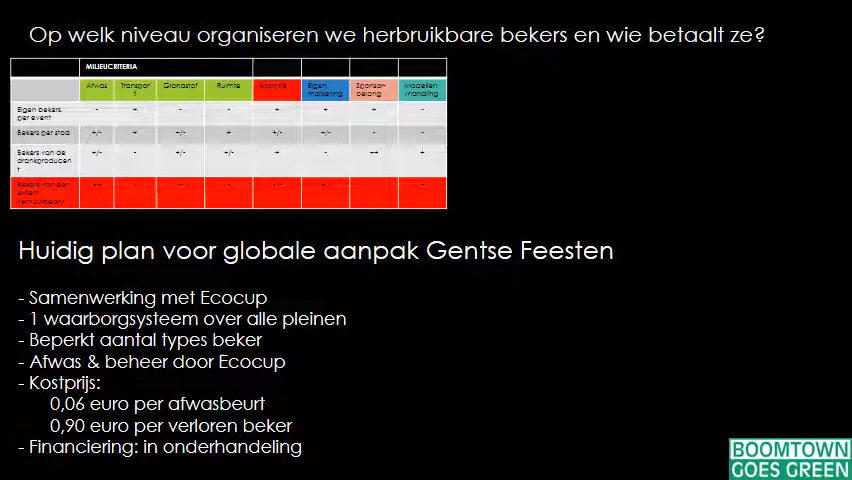 Op welk niveau organiseren we herbruikbare bekers en wie betaalt ze?
MILIEUCRITERIA
Afwas Transport Grondstof Ruimte Kostprijs Eigen marketing Sponsor-belang
Eigen bekers per event - + - - + + + -
Bekers per stad +/- + +/- + +/- +/- - -
Bekers van de drankproducent +/- - +/- +/- + - ++ +
Huidig plan voor globale aanpak Gentse Feesten
- Samenwerking met Ecocup
- 1 waarborgsysteem over alle pleinen
- Beperkt aantal types beker
- Afwas & beheer door Ecocup
- Kostprijs:
0,06 euro per afwasbeurt
0,90 euro per verloren beker
- Financiering: in onderhandeling
BOOMTOWN
GOES GREEN